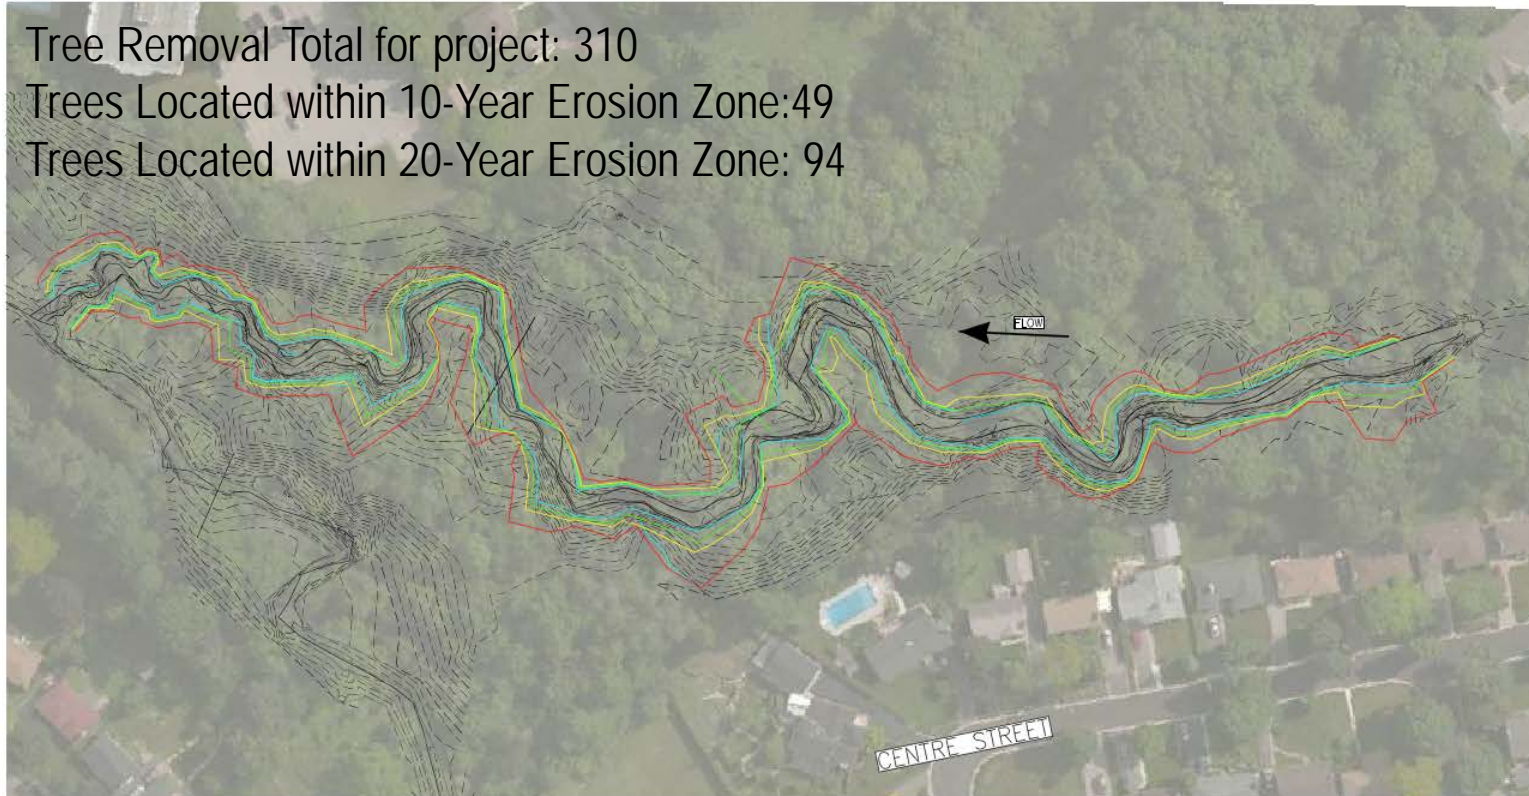 Tree Removal Total for project: 310
Trees Located within 10-Year Erosion Zone:49
Trees Located within 20-Year Erosion Zone: 94
FLOW
CENTRE STREET